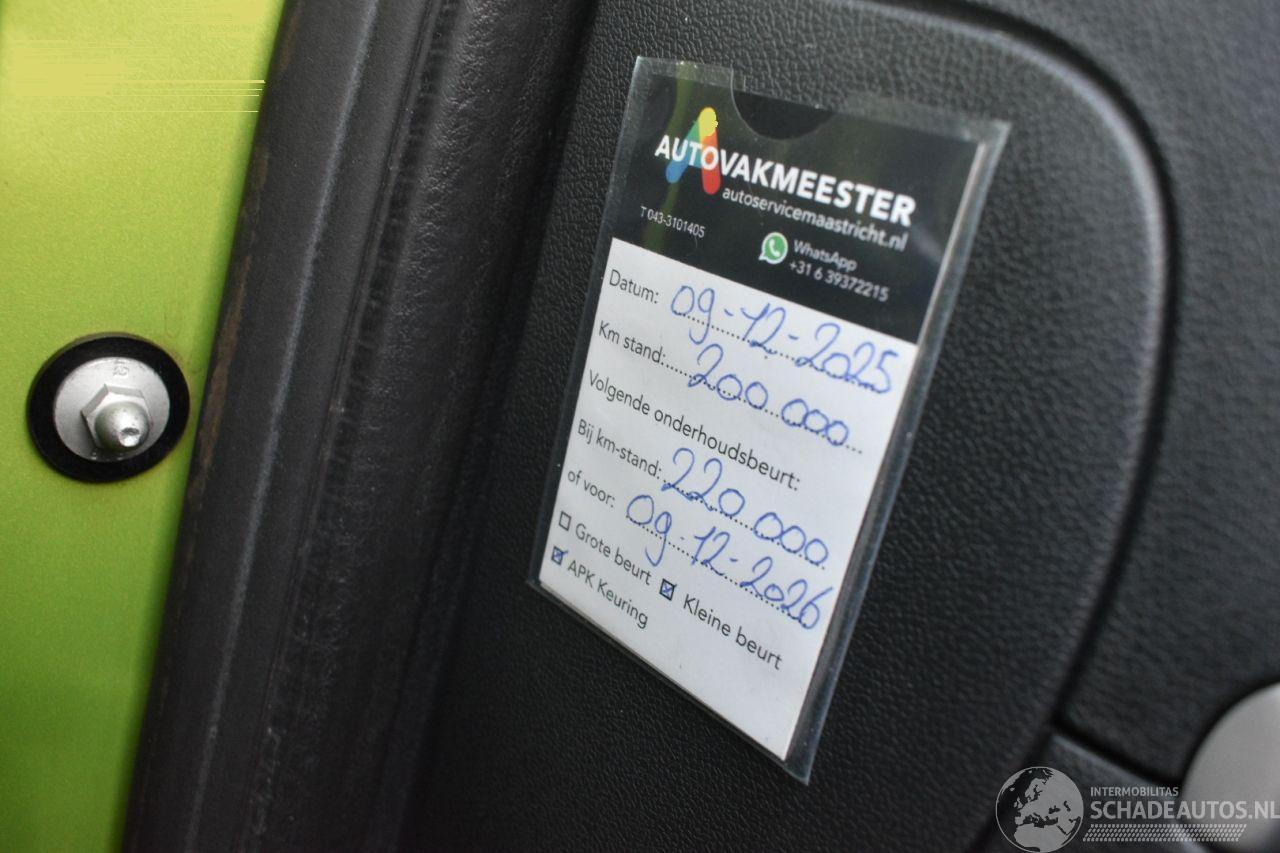 AUTOVAKMEESTER
autoservicemaastricht.nl
T 043-3101405
WhatsApp
+31 6 39372215
Datum: 09-12-2025
Km stand: 200 000
Volgende onderhoudsbeurt:
Bij km-stand: 220 000
of voor: 09-12-2026
Grote beurt Kleine beurt
APK Keuring
INTERMOBILITAS
SCHADEAUTOS.NL